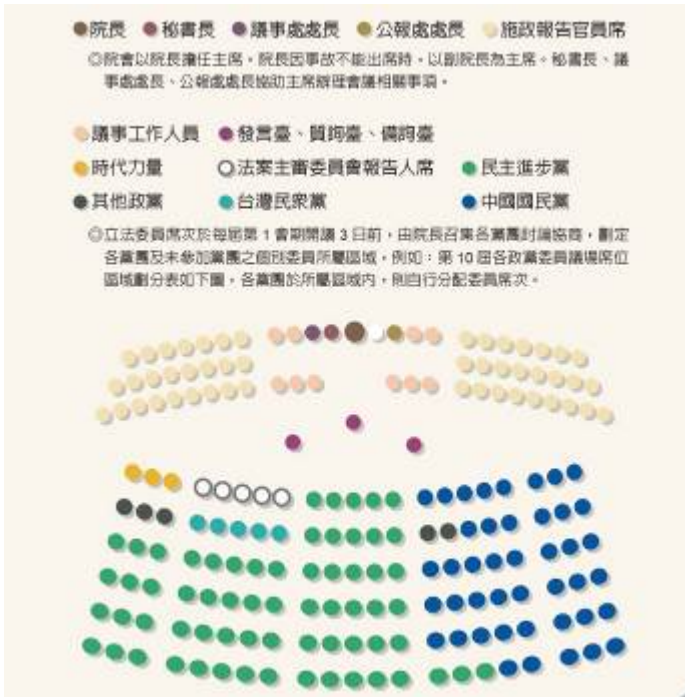 院長 秘書長 議事處處長 公報處處長 施政報告官員席
◎院會以院長擔任主席。院長因事故不能出席時，以副院長為主席。秘書長、議
事處處長、公報處處長協助主席辦理會議相關事項。
議事工作人員 發言臺、質詢臺、備詢臺
時代力量 法案主審委員會報告人席 民主進步黨
其他政黨 台灣民眾黨 中國國民黨
◎立法委員席次於每屆第 1 會期開議 3 日前，由院長召集各黨團討論協商，劃定
各黨團及未參加黨團之個別委員所屬區域，例如：第 10 屆各政黨委員議場席位
區域劃分表如下圖。各黨團於所屬區域內，則自行分配委員席次。